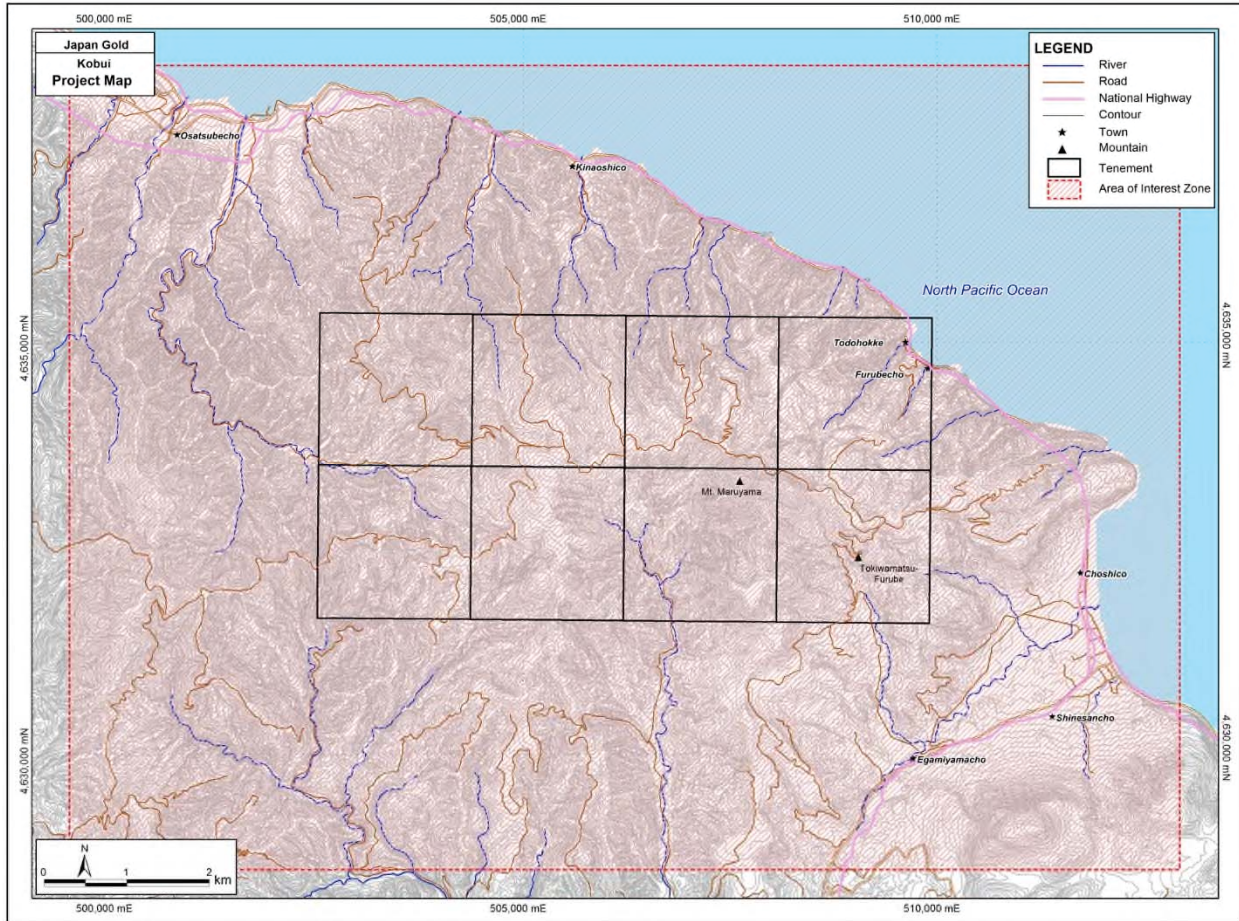 500,000 mE
505,000 mE
510,000 mE
Japan Gold
Kobui
Project Map
LEGEND
River
Road
National Highway
Contour
Town
Mountain
Tenement
Area of Interest Zone
Osatsubecho
Kinaoshico
North Pacific Ocean
4,635,000 mN
4,635,000 mN
Todohokke
Furubecho
Mt. Maruyama
Tokiwamatsu-
Furube
Choshico
Shinesancho
Egamiyamacho
4,630,000 mN
4,630,000 mN
N
0 1 2
km
500,000 mE
505,000 mE
510,000 mE